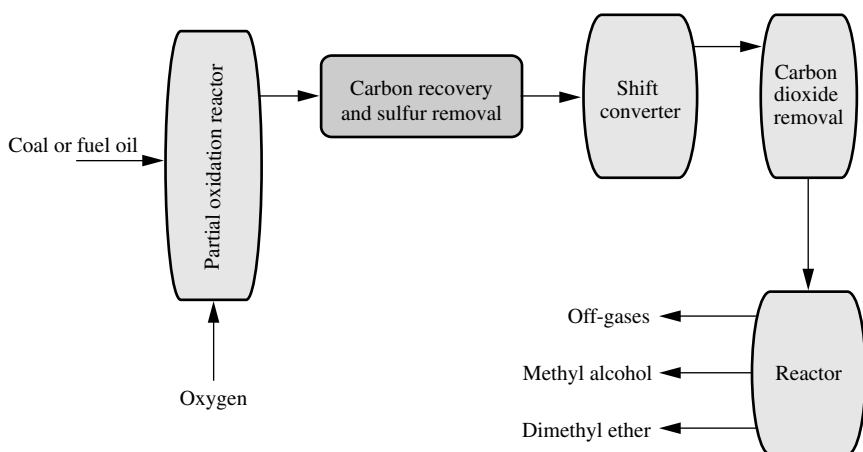 Coal or fuel oil
Partial oxidation reactor
Oxygen
Carbon recovery
and sulfur removal
Shift
converter
Carbon
dioxide
removal
Reactor
Off-gases
Methyl alcohol
Dimethyl ether